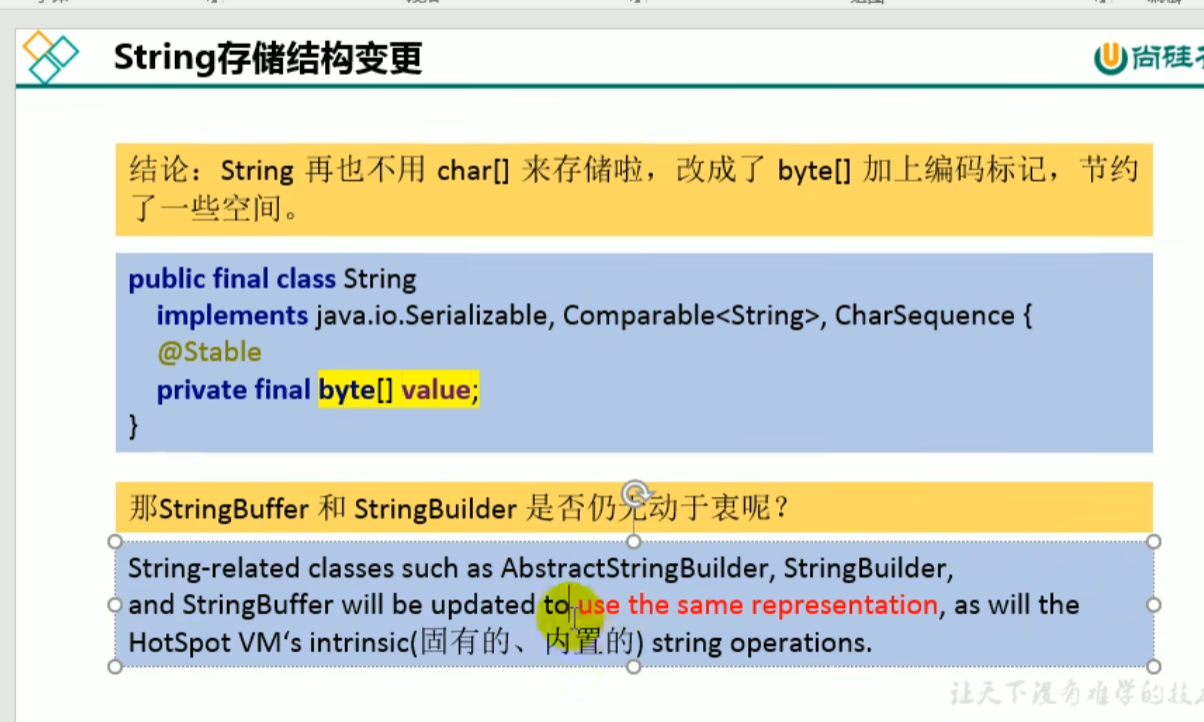 String存储结构变更
尚硅
结论：String 再也不用 char[] 来存储啦，改成了 byte[] 加上编码标记，节约
了一些空间。
public final class String
implements java.io.Serializable, Comparable<String>, CharSequence {
@Stable
private final byte[] value;
}
那StringBuffer 和 StringBuilder 是否仍无动于衷呢？
String-related classes such as AbstractStringBuilder, StringBuilder,
and StringBuffer will be updated to use the same representation, as will the
HotSpot VM‘s intrinsic(固有的、内置的) string operations.
让天下没有难学的技